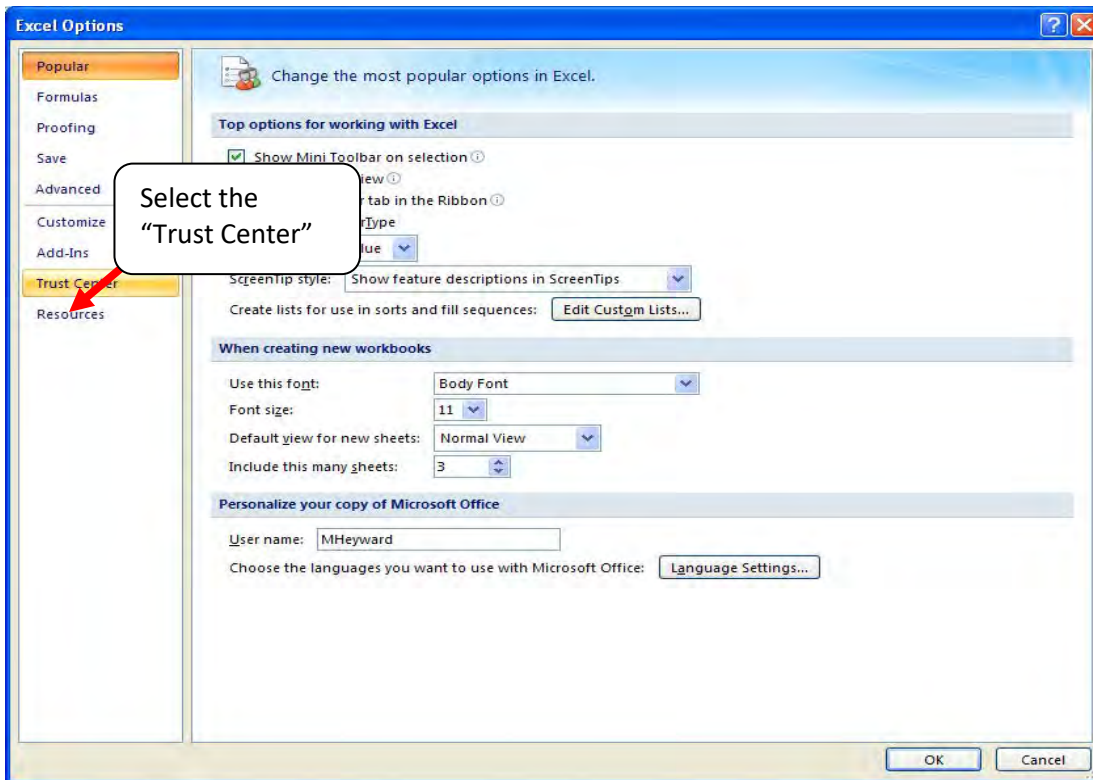 Excel Options
Popular
Formulas
Proofing
Save
Advanced
Customize
Add-Ins
Trust Center
Resources
Change the most popular options in Excel.
Top options for working with Excel
Show Mini Toolbar on selection
Select the
“Trust Center”
tab in the Ribbon
Type
ScreenTip style: Show feature descriptions in ScreenTips
Create lists for use in sorts and fill sequences: Edit Custom Lists...
When creating new workbooks
Use this font: Body Font
Font size: 11
Default view for new sheets: Normal View
Include this many sheets: 3
Personalize your copy of Microsoft Office
User name: MHeyward
Choose the languages you want to use with Microsoft Office: Language Settings...
OK Cancel